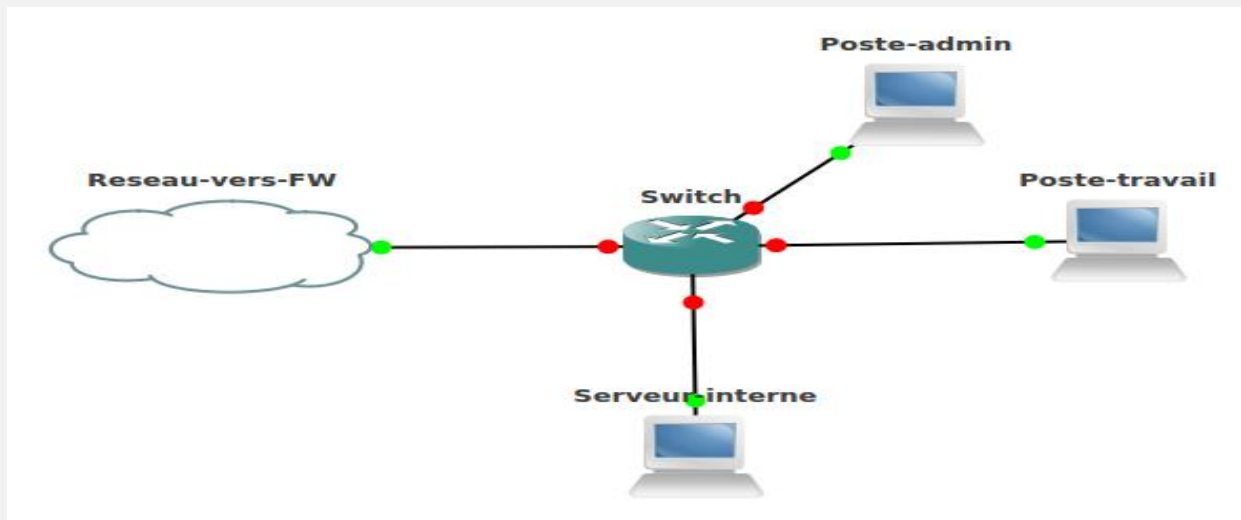 Poste-admin
Reseau-vers-FW
Switch
Poste-travail
Serveur-interne